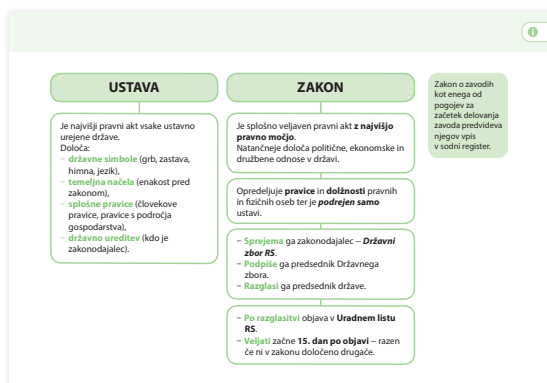 USTAVA
Je najvišji pravni akt vsake ustavno
urejene države.
Določa:
– državne simbole (grb, zastava,
himna, jezik),
– temeljna načela (enakost pred
zakonom),
– splošne pravice (človekove
pravice, pravice s področja
gospodarstva),
– državno ureditev (kdo je
zakonodajalec).
ZAKON
Je splošno veljaven pravni akt z najvišjo
pravno močjo.
Natančneje določa politične, ekonomske in
družbene odnose v državi.
Opredeljuje pravice in dolžnosti pravnih
in fizičnih oseb ter je podrejen samo
ustavi.
– Sprejema ga zakonodajalec – Državni
zbor RS.
– Podpiše ga predsednik Državnega
zbora.
– Razglasi ga predsednik države.
– Po razglasitvi objava v Uradnem listu
RS.
– Veljati začne 15. dan po objavi – razen
če ni v zakonu določeno drugače.
Zakon o zavodih
kot enega od
pogojev za
začetek delovanja
zavoda predvideva
njegov vpis
v sodni register.